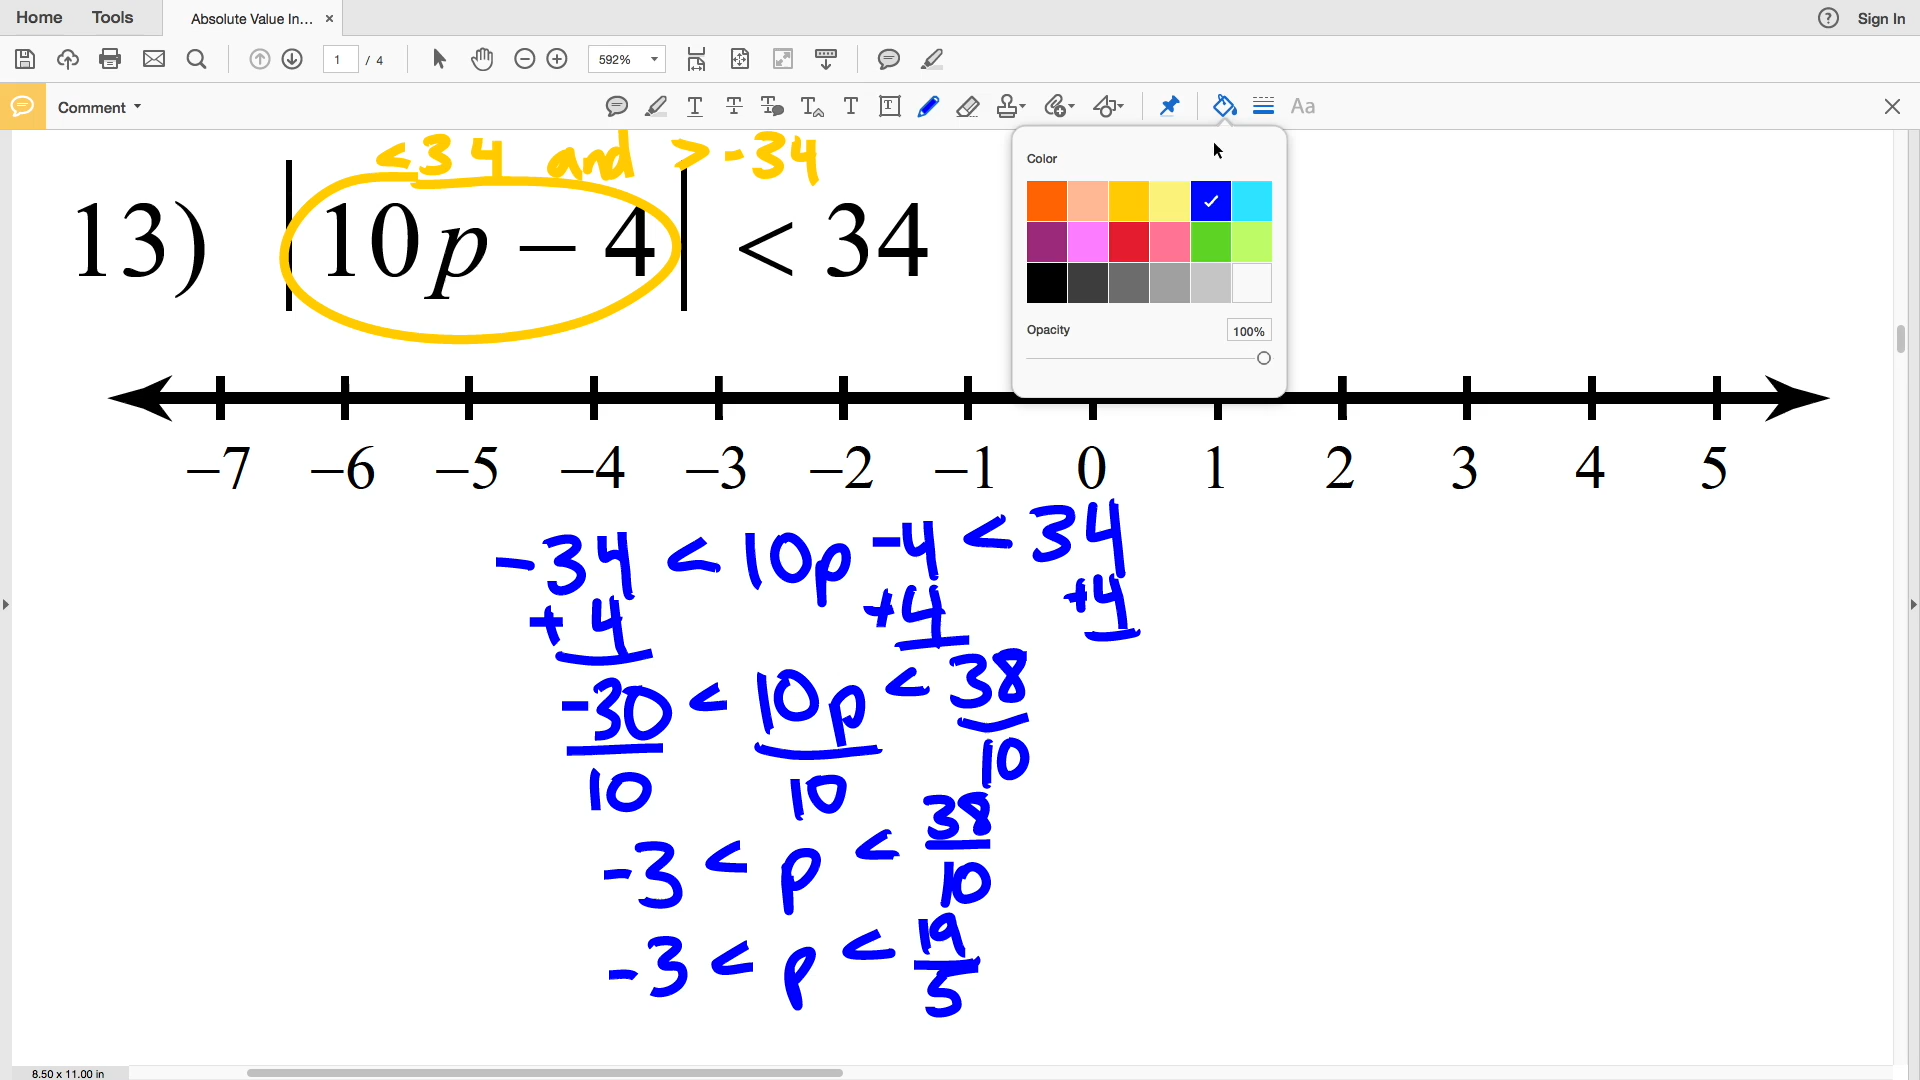 Home Tools Absolute Value In... × ? Sign In
1 / 4 592%
Comment T T T T T T Aa
<34 and >-34
13) |10p − 4| < 34
Color
Opacity 100%
−7 −6 −5 −4 −3 −2 −1 0 1 2 3 4 5
-34 < 10p -4 < 34
+4 +4 +4
-30 < 10p < 38
10 10 10
-3 < p < 38
10
-3 < p < 19
5
8.50 x 11.00 in